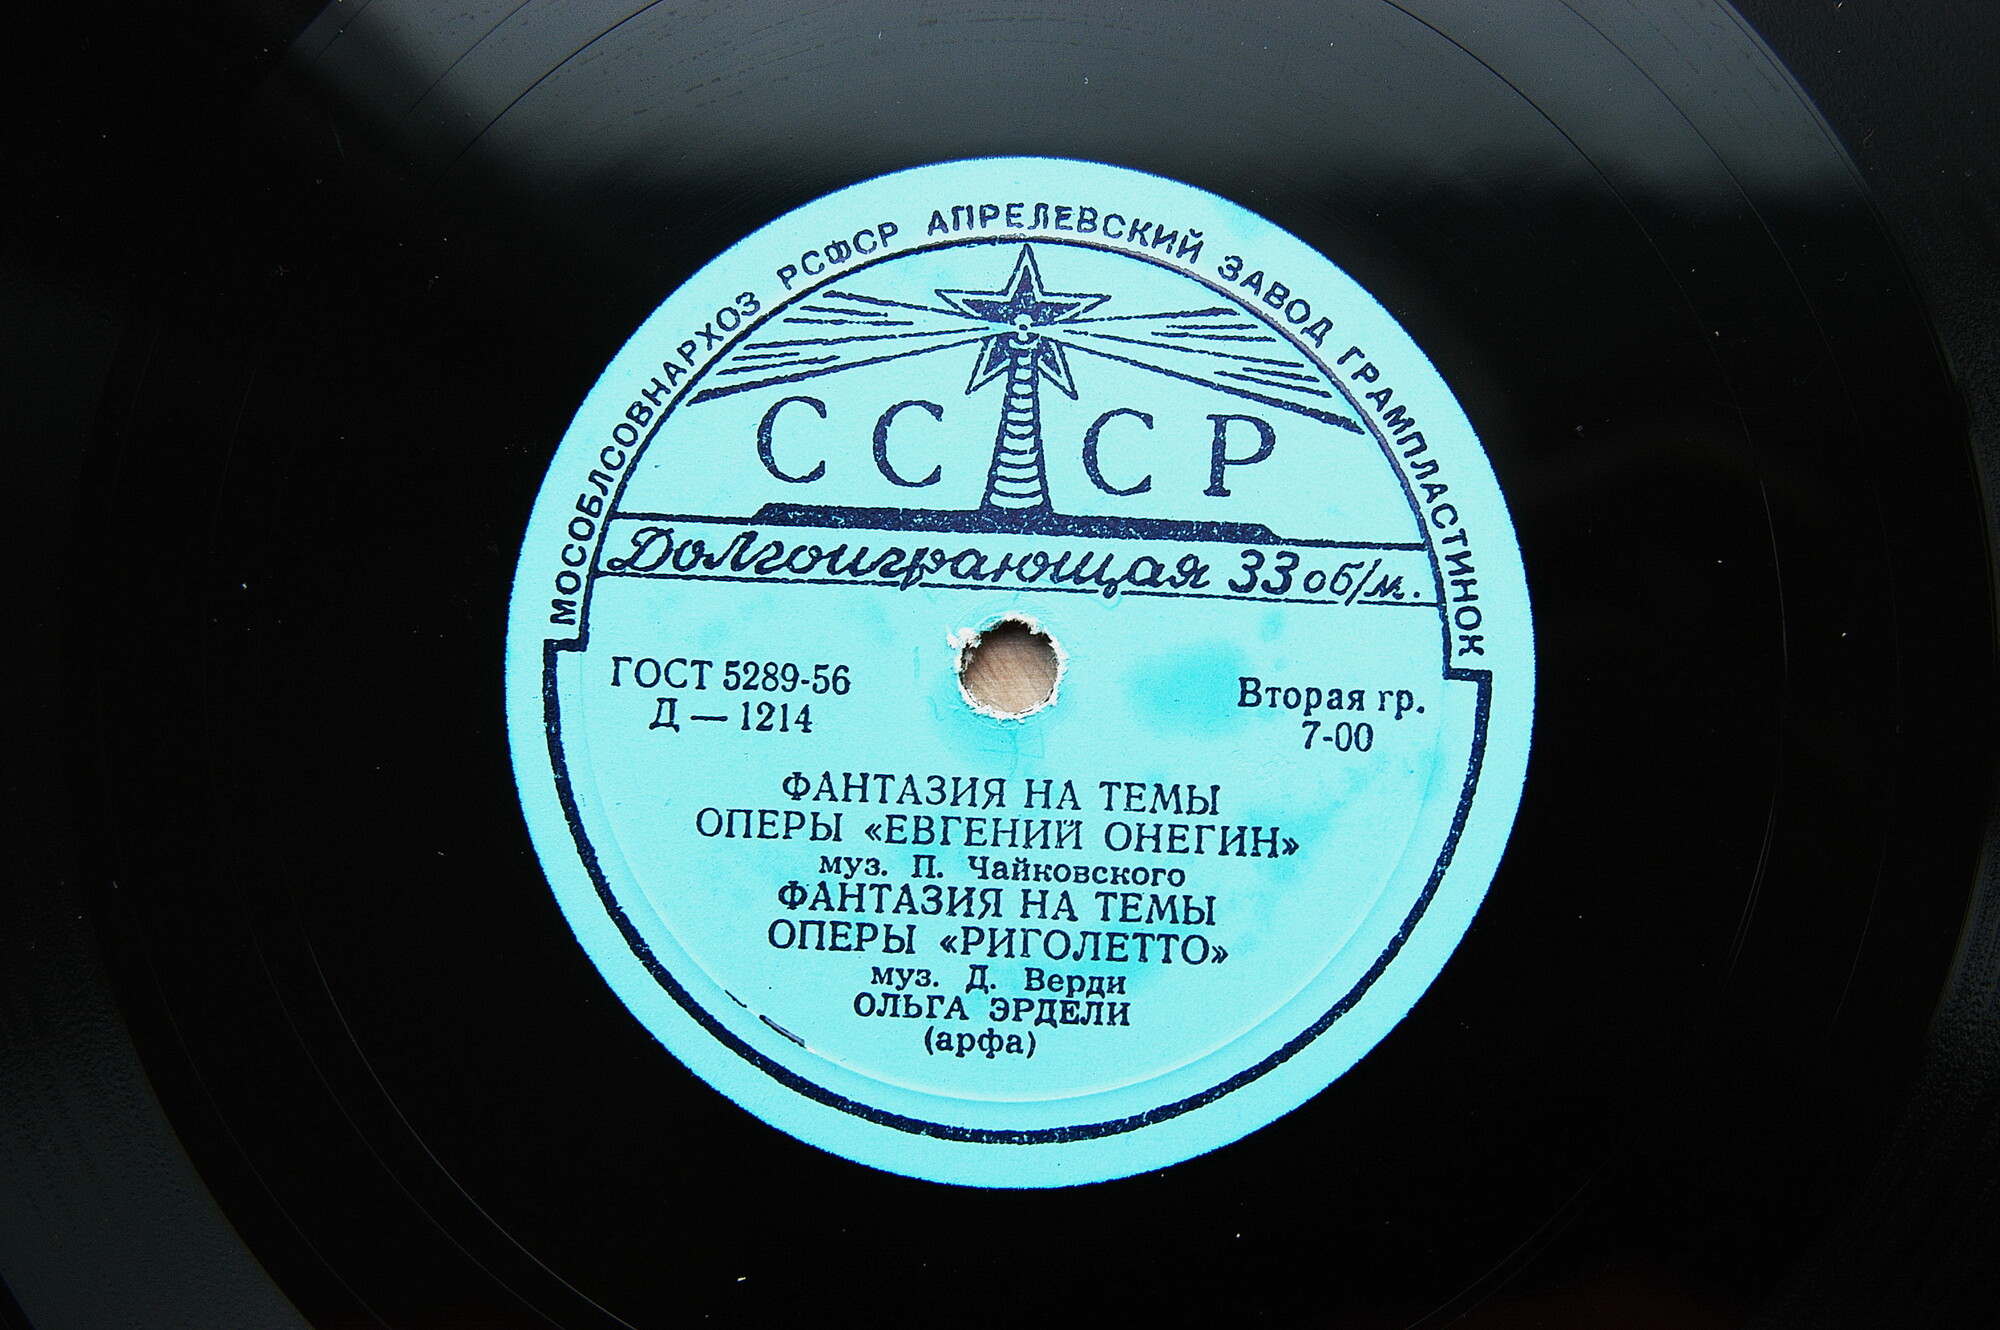 МОСОБЛСОВНАРХОЗ РСФСР АПРЕЛЕВСКИЙ ЗАВОД ГРАМПЛАСТИНОК
СССР
Долгоиграющая 33 об/м.
ГОСТ 5289-56
Д — 1214
Вторая гр.
7-00
ФАНТАЗИЯ НА ТЕМЫ
ОПЕРЫ «ЕВГЕНИЙ ОНЕГИН»
муз. П. Чайковского
ФАНТАЗИЯ НА ТЕМЫ
ОПЕРЫ «РИГОЛЕТТО»
муз. Д. Верди
ОЛЬГА ЭРДЕЛИ
(арфа)